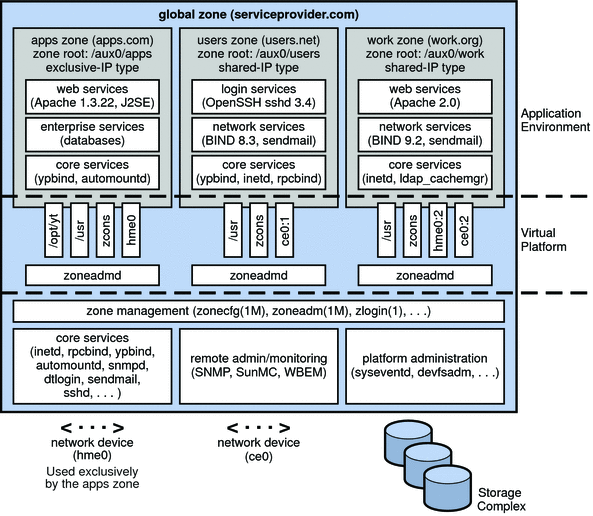 global zone (serviceprovider.com)
apps zone (apps.com)
zone root: /aux0/apps
exclusive-IP type
web services
(Apache 1.3.22, J2SE)
enterprise services
(databases)
core services
(ypbind, automountd)
users zone (users.net)
zone root: /aux0/users
shared-IP type
login services
(OpenSSH sshd 3.4)
network services
(BIND 8.3, sendmail)
core services
(ypbind, inetd, rpcbind)
work zone (work.org)
zone root: /aux0/work
shared-IP type
web services
(Apache 2.0)
network services
(BIND 9.2, sendmail)
core services
(inetd, ldap_cachemgr)
Application
Environment
/opt/yt
/usr
zcons
hme0
zoneadmd
/usr
zcons
ce0:1
zoneadmd
/usr
zcons
hme0:2
ce0:2
zoneadmd
Virtual
Platform
zone management (zonecfg(1M), zoneadm(1M), zlogin(1), . . .)
core services
(inetd, rpcbind, ypbind,
automountd, snmpd,
dtlogin, sendmail,
sshd, . . . )
remote admin/monitoring
(SNMP, SunMC, WBEM)
platform administration
(syseventd, devfsadm, . . .)
network device
(hme0)
Used exclusively
by the apps zone
network device
(ce0)
Storage
Complex